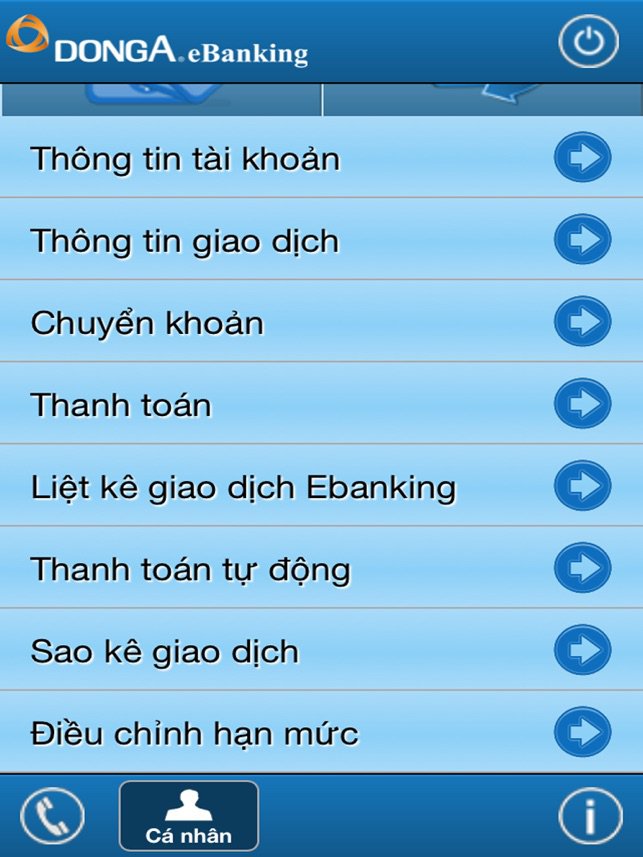 DONGA eBanking
Thông tin tài khoản
Thông tin giao dịch
Chuyển khoản
Thanh toán
Liệt kê giao dịch Ebanking
Thanh toán tự động
Sao kê giao dịch
Điều chỉnh hạn mức
Cá nhân